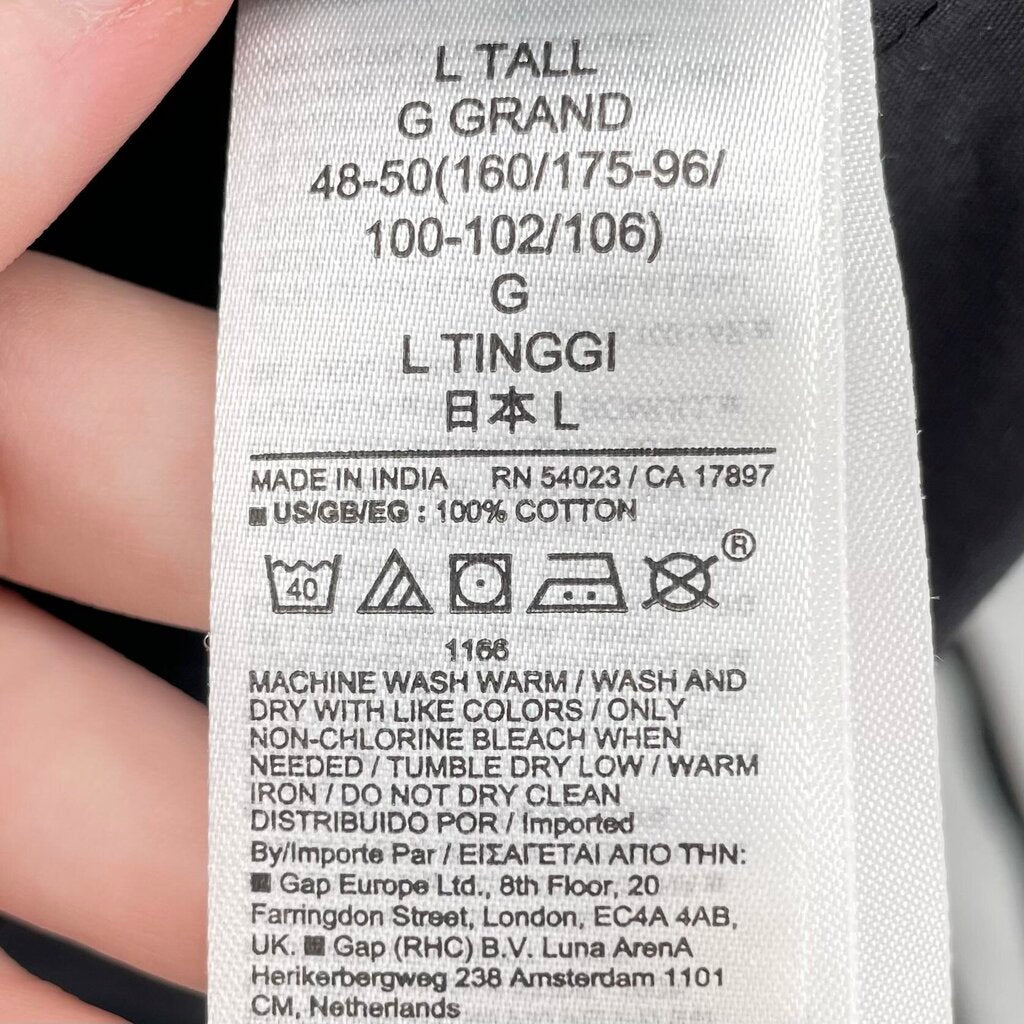 L TALL
G GRAND
48-50(160/175-96/
100-102/106)
G
L TINGGI
日本 L
MADE IN INDIA RN 54023 / CA 17897
US/GB/EG : 100% COTTON
40
®
1166
MACHINE WASH WARM / WASH AND
DRY WITH LIKE COLORS / ONLY
NON-CHLORINE BLEACH WHEN
NEEDED / TUMBLE DRY LOW / WARM
IRON / DO NOT DRY CLEAN
DISTRIBUIDO POR / Imported
By/Importe Par / ΕΙΣΑΓΕΤΑΙ ΑΠΟ ΤΗΝ:
Gap Europe Ltd., 8th Floor, 20
Farringdon Street, London, EC4A 4AB,
UK. Gap (RHC) B.V. Luna ArenA
Herikerbergweg 238 Amsterdam 1101
CM, Netherlands